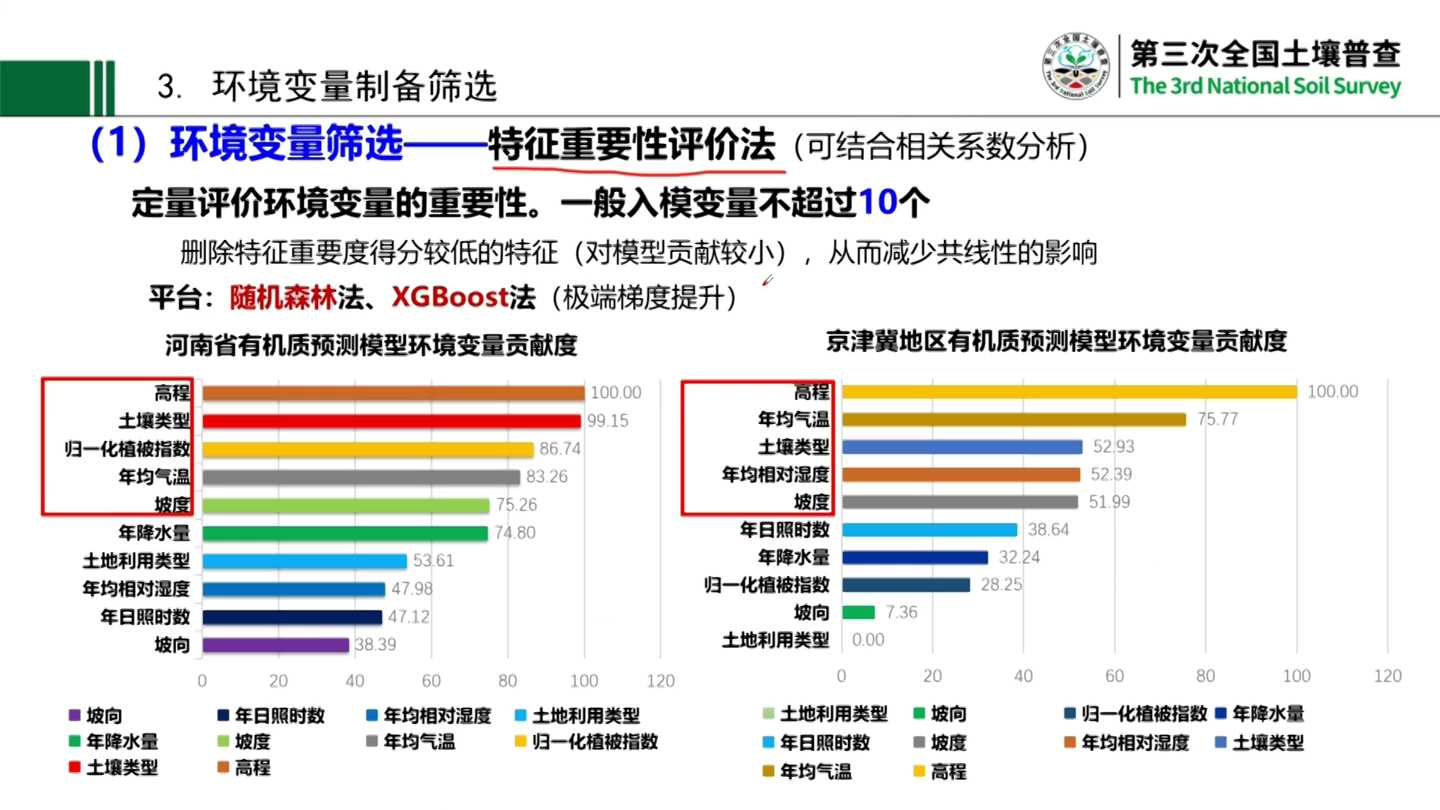 第三次全国土壤普查
The 3rd National Soil Survey
3. 环境变量制备筛选
（1）环境变量筛选——特征重要性评价法（可结合相关系数分析）
定量评价环境变量的重要性。一般入模变量不超过10个
删除特征重要度得分较低的特征（对模型贡献较小），从而减少共线性的影响
平台：随机森林法、XGBoost法（极端梯度提升）
河南省有机质预测模型环境变量贡献度
高程 100.00
土壤类型 99.15
归一化植被指数 86.74
年均气温 83.26
坡度 75.26
年降水量 74.80
土地利用类型 53.61
年均相对湿度 47.98
年日照时数 47.12
坡向 38.39
0 20 40 60 80 100 120
坡向 年日照时数 年均相对湿度 土地利用类型
年降水量 坡度 年均气温 归一化植被指数
土壤类型 高程
京津冀地区有机质预测模型环境变量贡献度
高程 100.00
年均气温 75.77
土壤类型 52.93
年均相对湿度 52.39
坡度 51.99
年日照时数 38.64
年降水量 32.24
归一化植被指数 28.25
坡向 7.36
土地利用类型 0.00
0 20 40 60 80 100 120
土地利用类型 坡向 归一化植被指数 年降水量
年日照时数 坡度 年均相对湿度 土壤类型
年均气温 高程